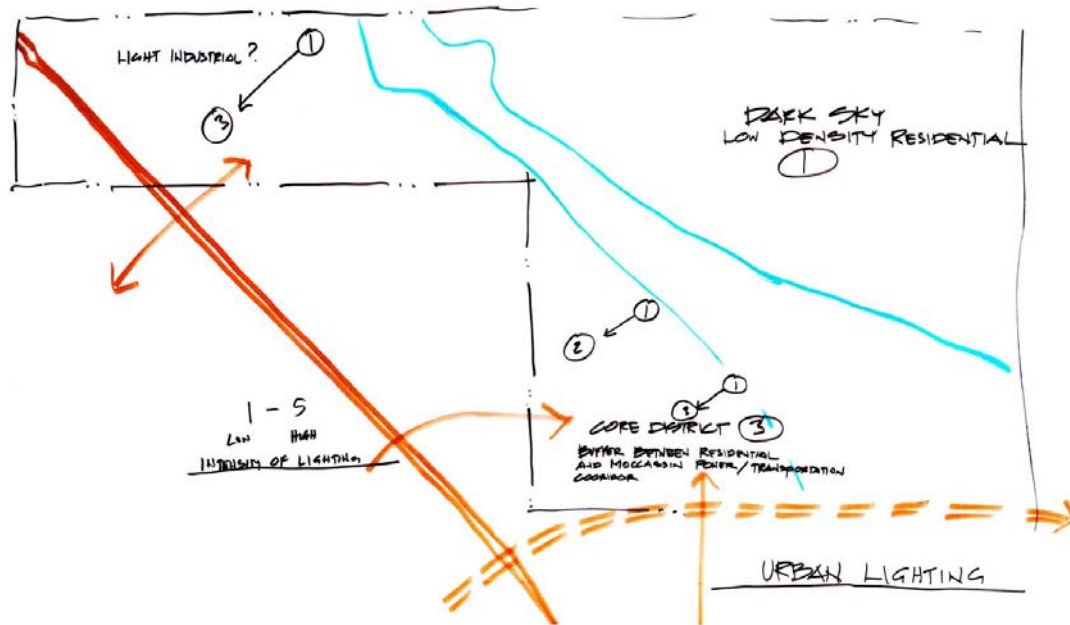 LIGHT INDUSTRIAL?
1
3
DARK SKY
LOW DENSITY RESIDENTIAL
1
1
2
1
3
1 - 5
LOW HIGH
INTENSITY OF LIGHTING
CORE DISTRICT 3
BUFFER BETWEEN RESIDENTIAL
AND MOCCASSIN POWER/TRANSPORTATION
CORRIDOR
URBAN LIGHTING